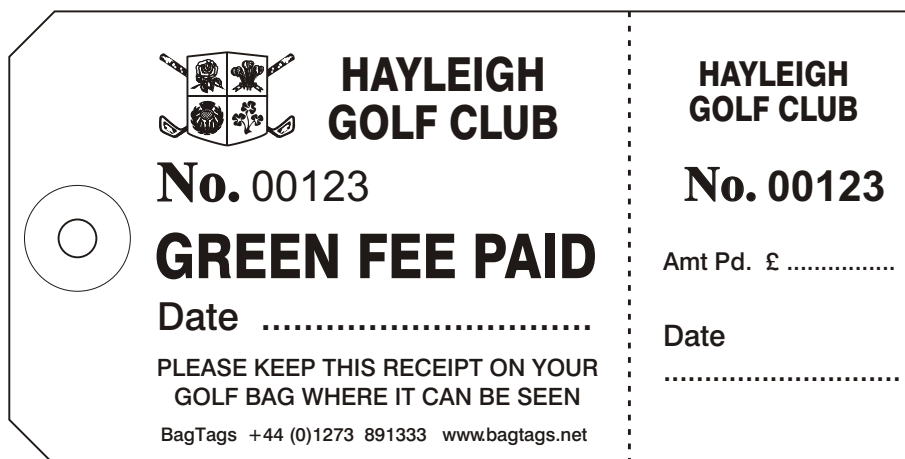 HAYLEIGH
GOLF CLUB
No. 00123
GREEN FEE PAID
Date ...............................
PLEASE KEEP THIS RECEIPT ON YOUR
GOLF BAG WHERE IT CAN BE SEEN
BagTags +44 (0)1273 891333 www.bagtags.net
HAYLEIGH
GOLF CLUB
No. 00123
Amt Pd. £ ................
Date
.............................